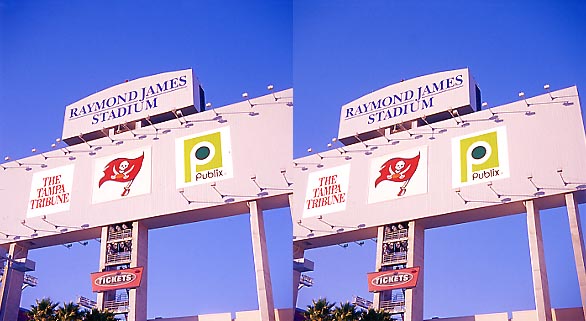 RAYMOND JAMES
STADIUM
THE
TAMPA
TRIBUNE
Publix
TICKETS
RAYMOND JAMES
STADIUM
THE
TAMPA
TRIBUNE
Publix
TICKETS